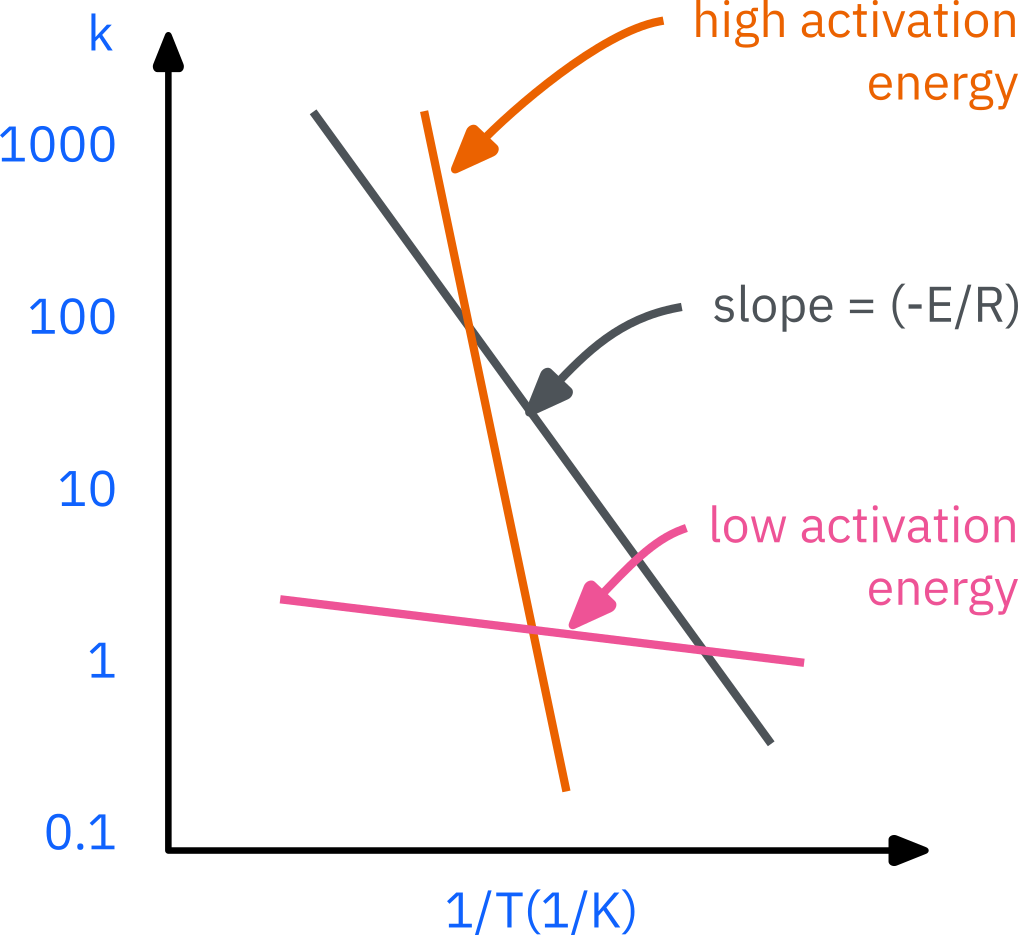 k
high activation
energy
1000
100
slope = (-E/R)
10
low activation
energy
1
0.1
1/T(1/K)